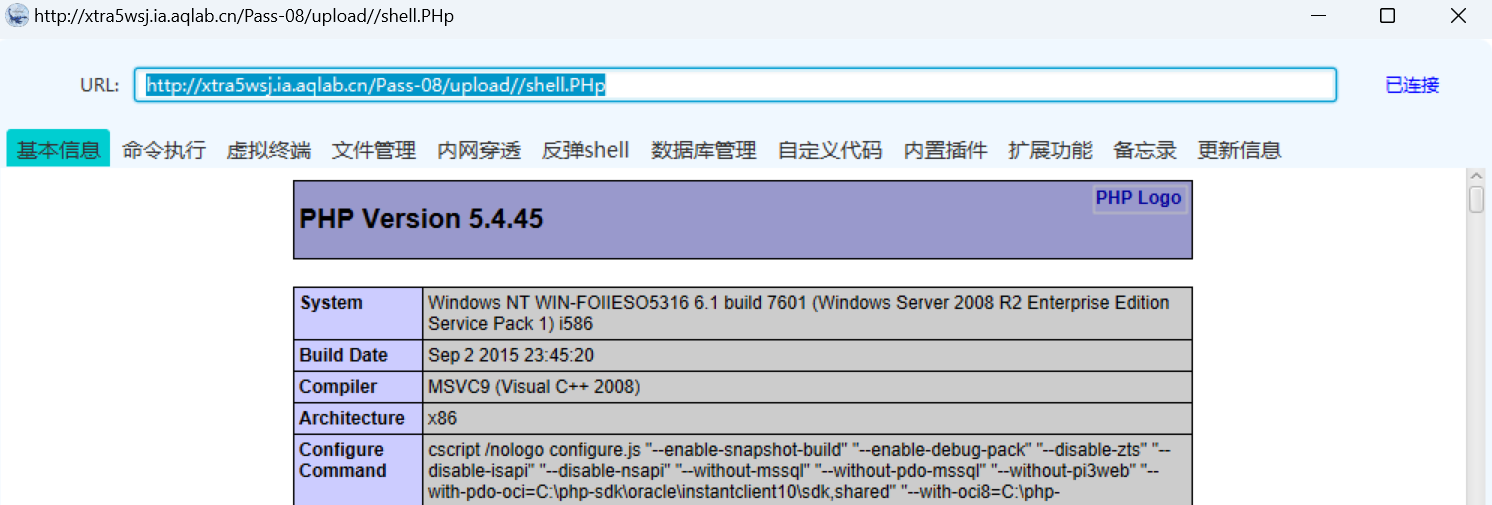 http://xtra5wsj.ia.aqlab.cn/Pass-08/upload//shell.PHp
URL: http://xtra5wsj.ia.aqlab.cn/Pass-08/upload//shell.PHp 已连接
基本信息 命令执行 虚拟终端 文件管理 内网穿透 反弹shell 数据库管理 自定义代码 内置插件 扩展功能 备忘录 更新信息
PHP Logo
PHP Version 5.4.45
System Windows NT WIN-FOIIESO5316 6.1 build 7601 (Windows Server 2008 R2 Enterprise Edition
Service Pack 1) i586
Build Date Sep 2 2015 23:45:20
Compiler MSVC9 (Visual C++ 2008)
Architecture x86
Configure cscript /nologo configure.js "--enable-snapshot-build" "--enable-debug-pack" "--disable-zts" "--
Command disable-isapi" "--disable-nsapi" "--without-mssql" "--without-pdo-mssql" "--without-pi3web" "--
with-pdo-oci=C:\php-sdk\oracle\instantclient10\sdk,shared" "--with-oci8=C:\php-